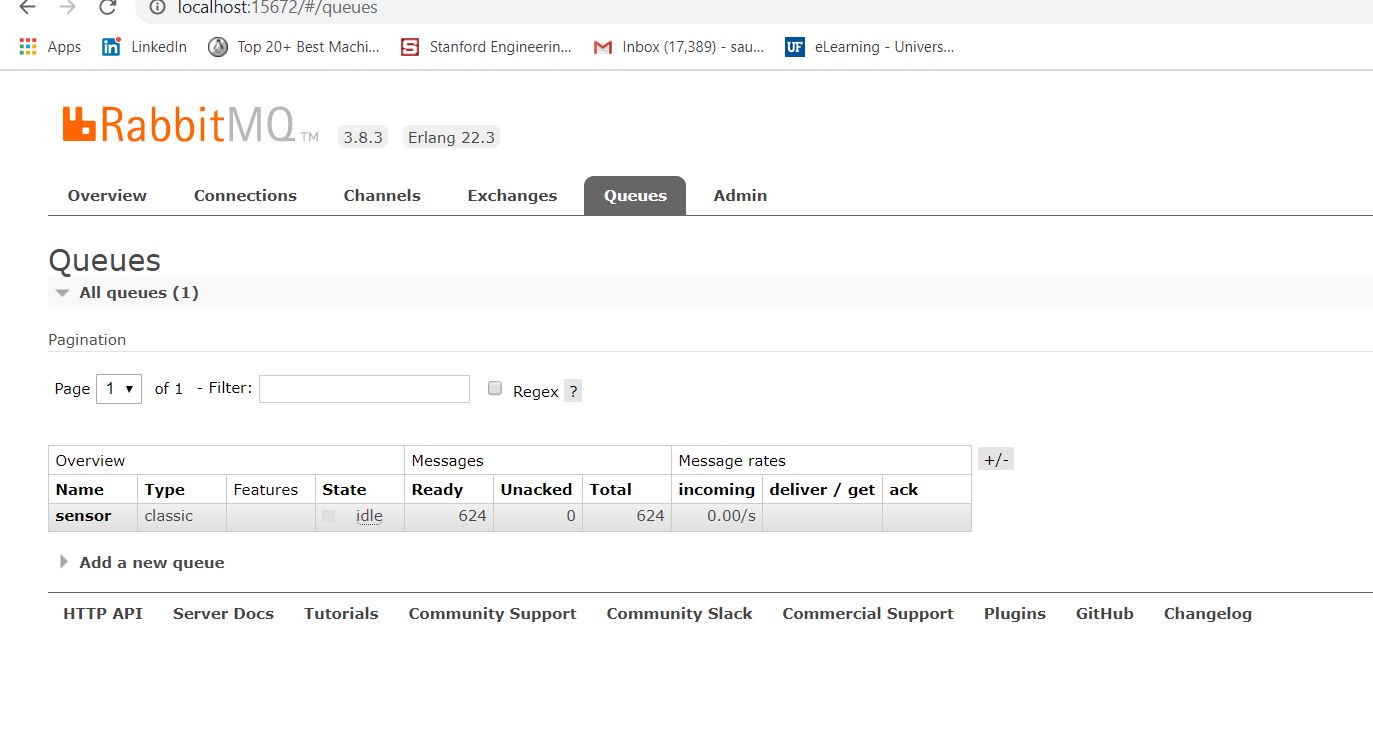 localhost:15672/#/queues
Apps LinkedIn Top 20+ Best Machi... Stanford Engineerin... Inbox (17,389) - sau... UF eLearning - Univers...
RabbitMQ TM 3.8.3 Erlang 22.3
Overview Connections Channels Exchanges Queues Admin
Queues
All queues (1)
Pagination
Page 1 of 1 - Filter: Regex ?
Overview Messages Message rates +/-
Name Type Features State Ready Unacked Total incoming deliver / get ack
sensor classic idle 624 0 624 0.00/s
Add a new queue
HTTP API Server Docs Tutorials Community Support Community Slack Commercial Support Plugins GitHub Changelog